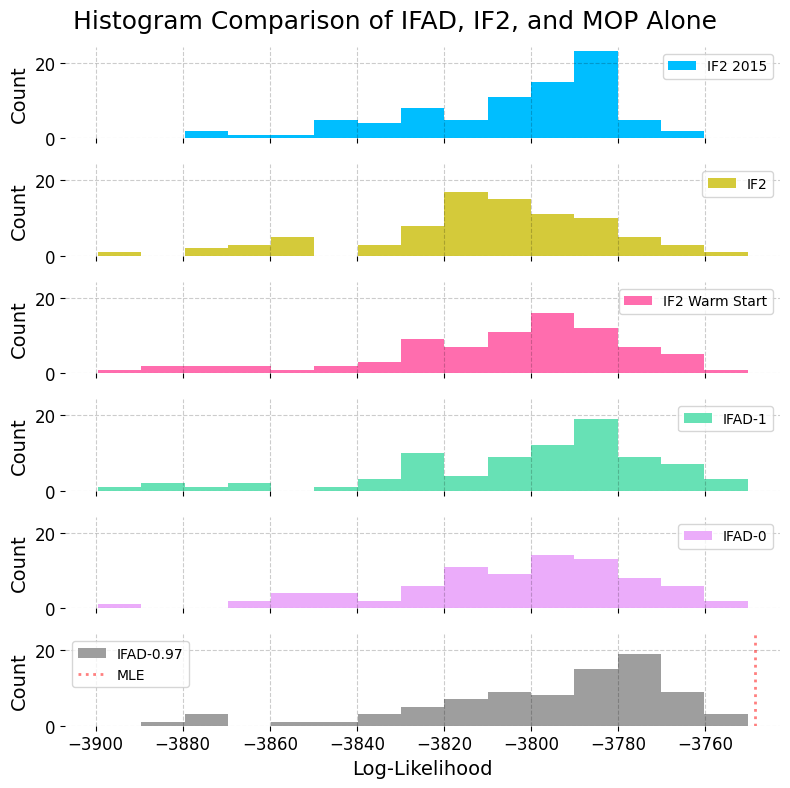 Histogram Comparison of IFAD, IF2, and MOP Alone
20
0
Count
IF2 2015
20
0
Count
IF2
20
0
Count
IF2 Warm Start
20
0
Count
IFAD-1
20
0
Count
IFAD-0
20
0
Count
IFAD-0.97
MLE
−3900 −3880 −3860 −3840 −3820 −3800 −3780 −3760
Log-Likelihood